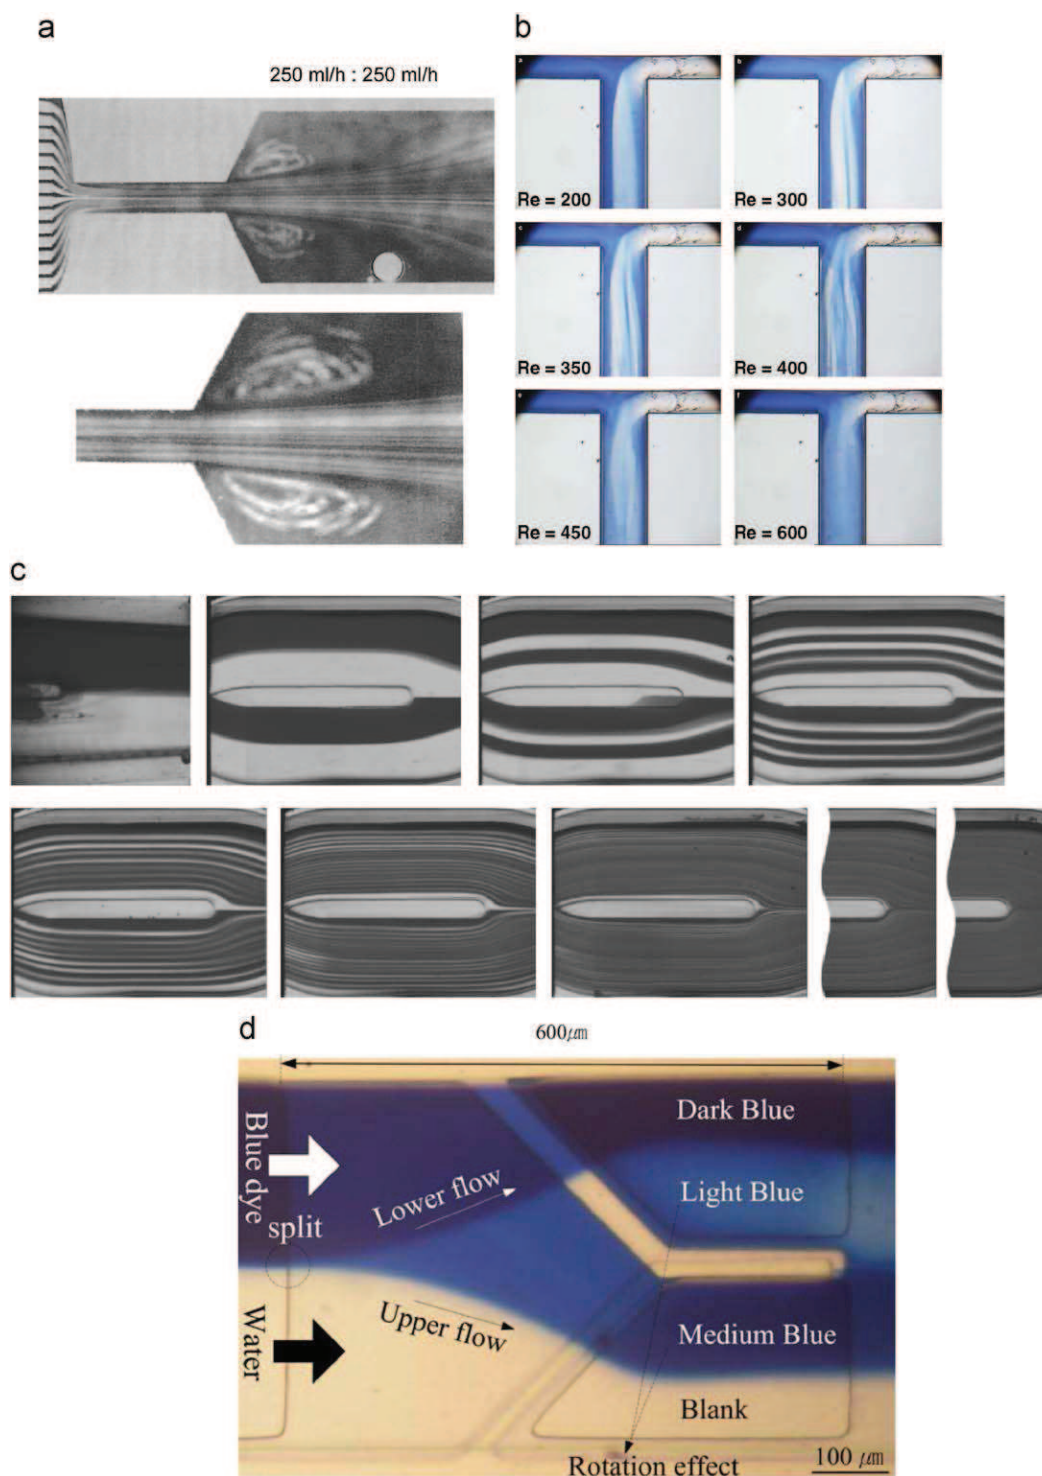 a
250 ml/h : 250 ml/h
b
a
b
Re = 200
Re = 300
c
d
Re = 350
Re = 400
e
f
Re = 450
Re = 600
c
d
600㎛
Blue dye
Dark Blue
Lower flow
Light Blue
split
Water
Upper flow
Medium Blue
Blank
Rotation effect
100 ㎛